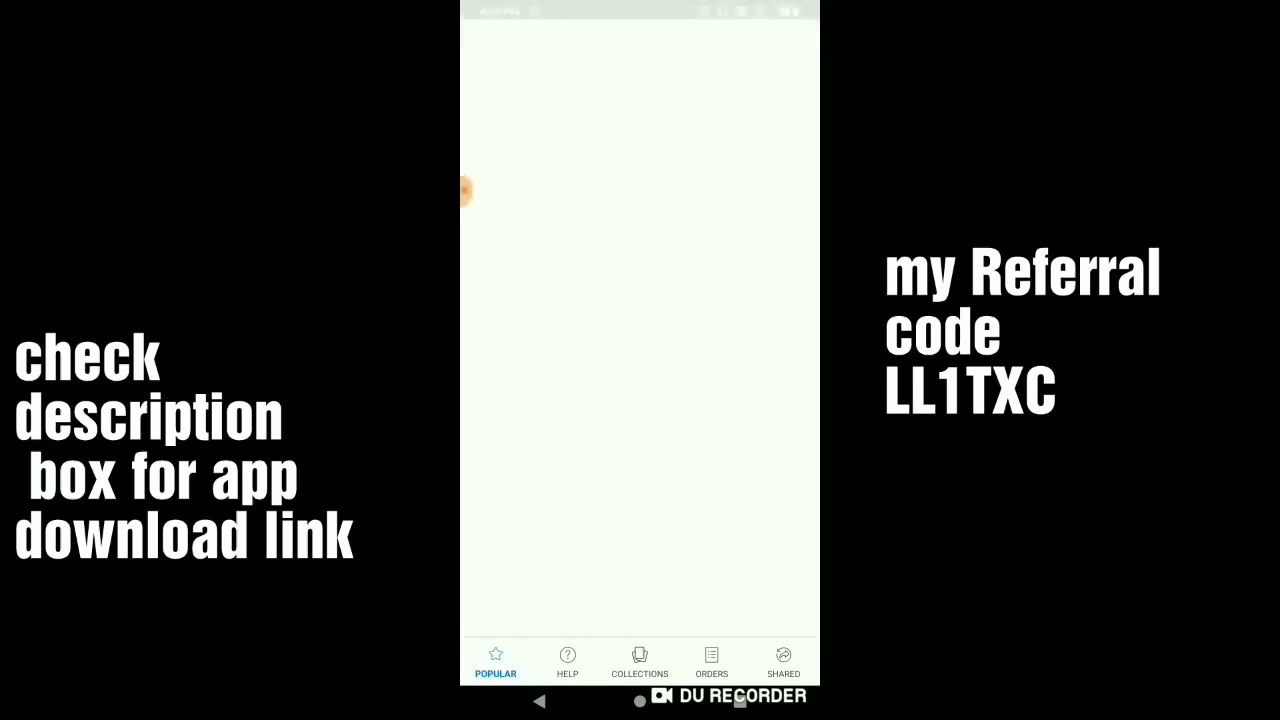 check
description
box for app
download link
my Referral
code
LL1TXC
POPULAR
HELP
COLLECTIONS
ORDERS
SHARED
DU RECORDER